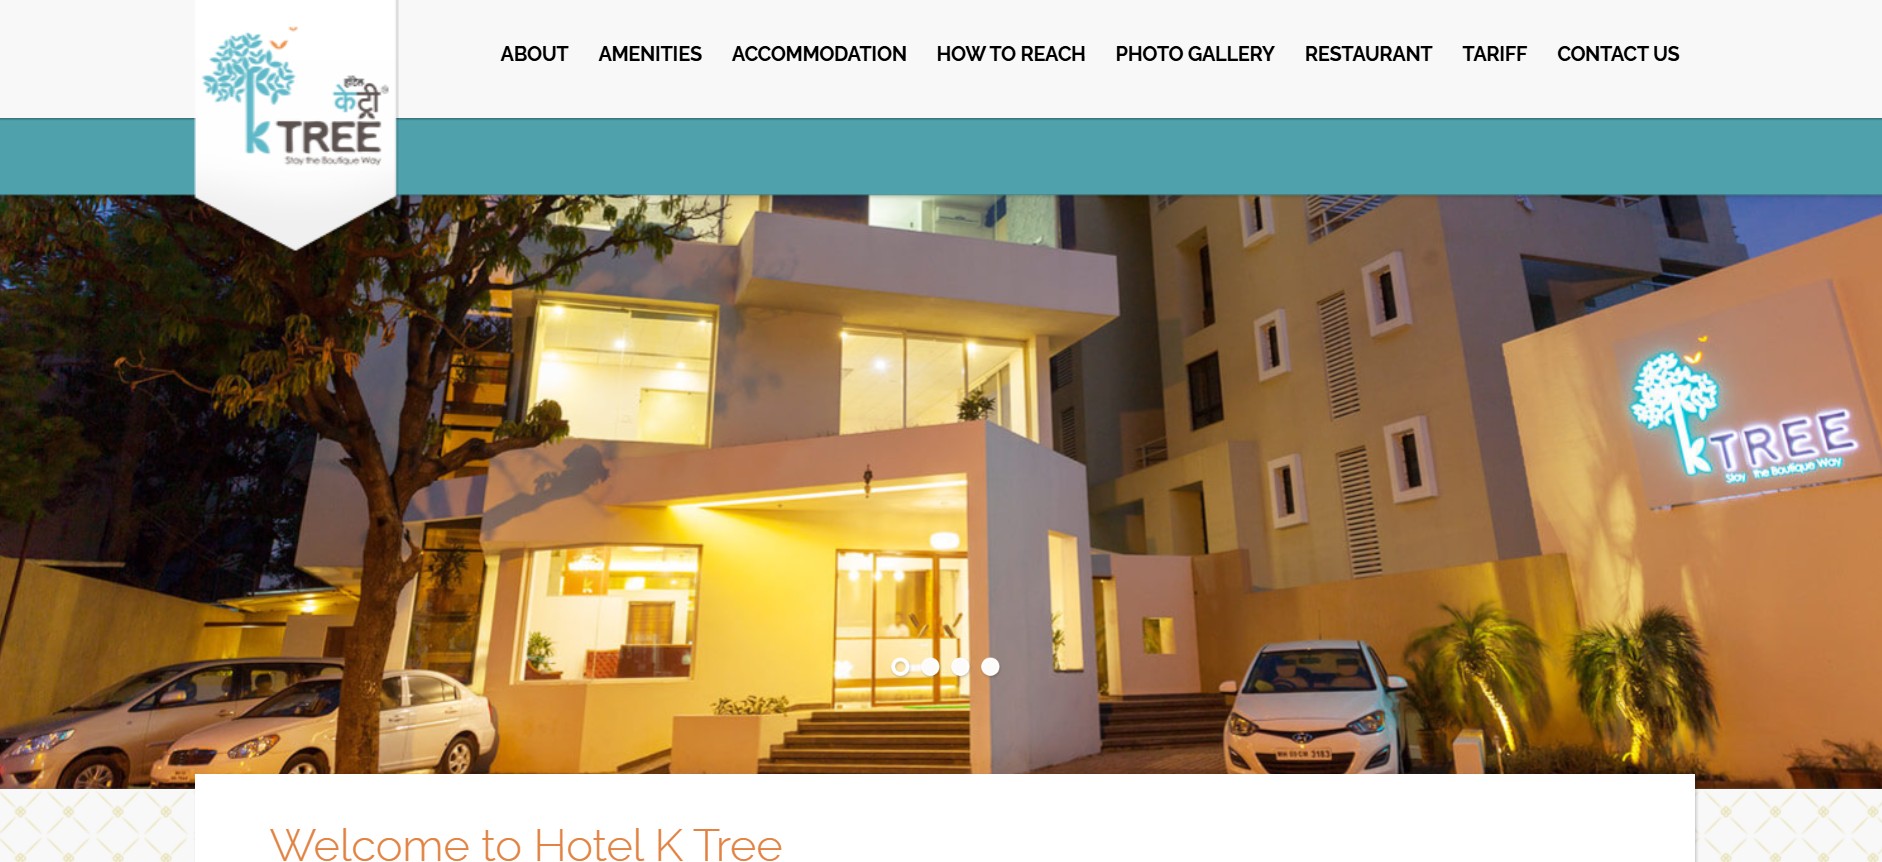 ABOUT AMENITIES ACCOMMODATION HOW TO REACH PHOTO GALLERY RESTAURANT TARIFF CONTACT US
हॉटेल
के ट्री
K TREE
Stay the Boutique Way
K TREE
Stay the Boutique Way
3183
Welcome to Hotel K Tree